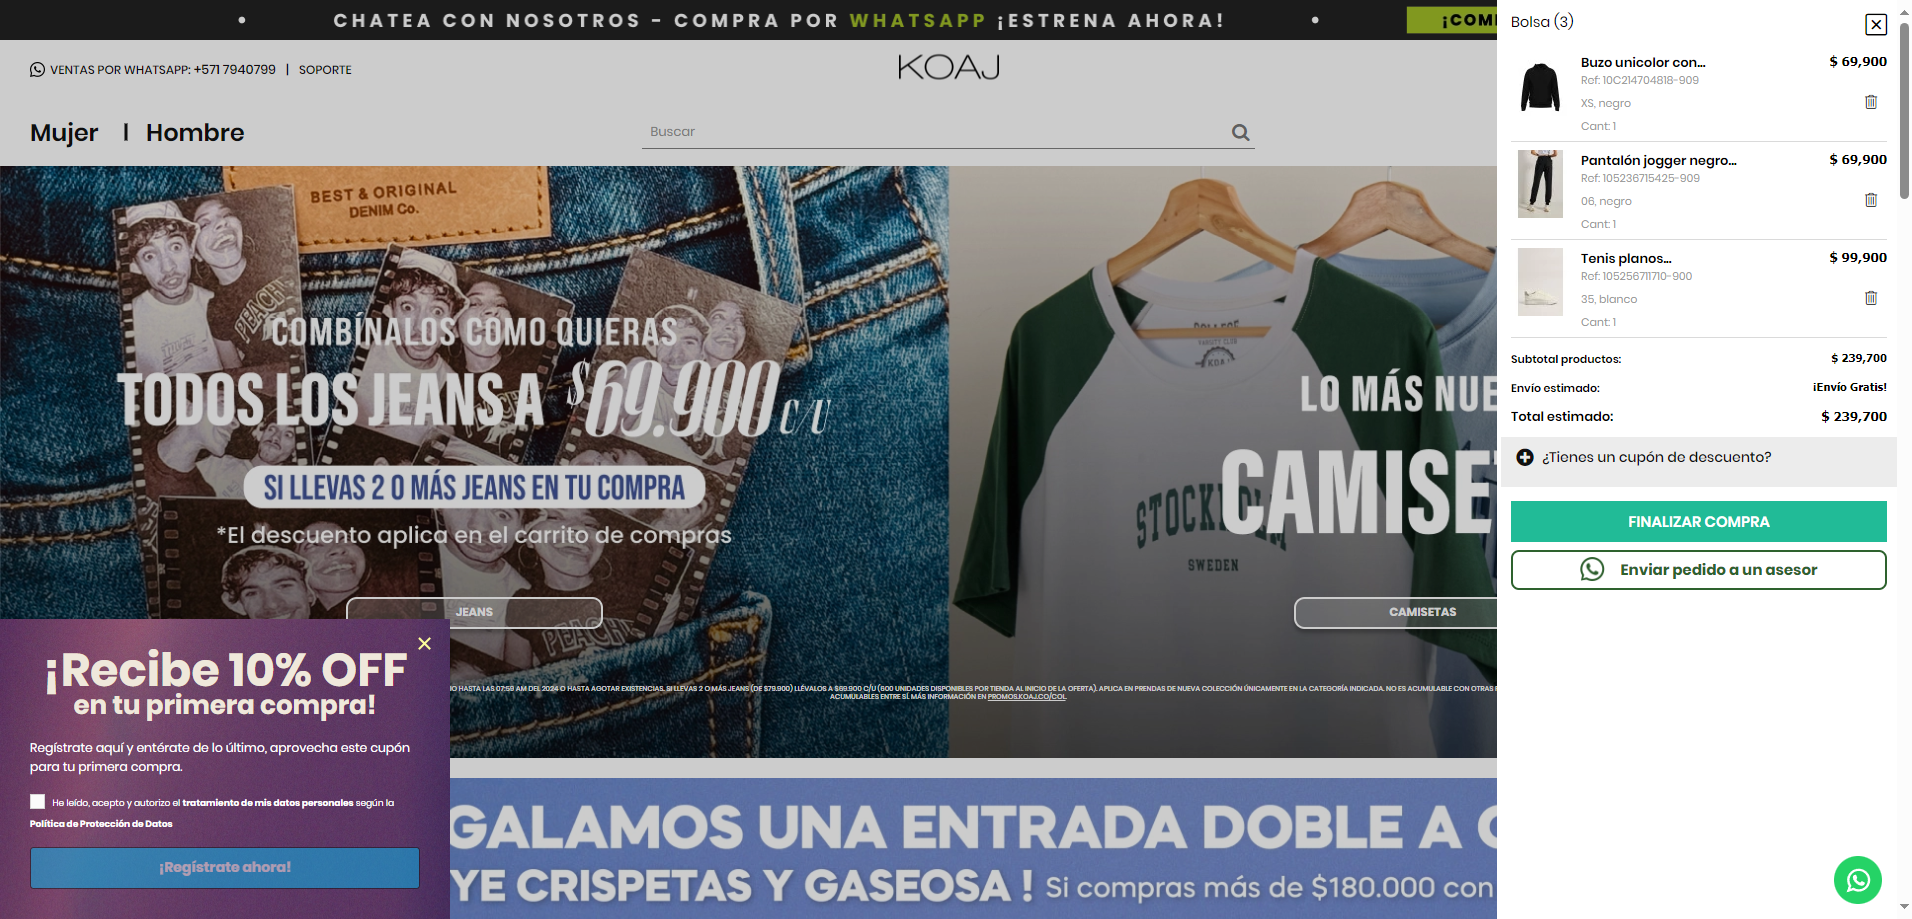 CHATEA CON NOSOTROS - COMPRA POR WHATSAPP ¡ESTRENA AHORA!
VENTAS POR WHATSAPP: +571 7940799 | SOPORTE
KOAJ
Mujer | Hombre
Buscar
BEST & ORIGINAL
DENIM Co.
PEACHY
COMBÍNALOS COMO QUIERAS
TODOS LOS JEANS A $69.900 C/U
SI LLEVAS 2 O MÁS JEANS EN TU COMPRA
*El descuento aplica en el carrito de compras
JEANS
PEACHY
COLLEGE
VARSITY CLUB
KOAJ
LO MÁS NUE
CAMISE
STOCKHOLM
SWEDEN
CAMISETAS
IO HASTA LAS 07:59 AM DEL 2024 O HASTA AGOTAR EXISTENCIAS. SI LLEVAS 2 O MÁS JEANS (DE $79.900) LLÉVALOS A $69.900 C/U (600 UNIDADES DISPONIBLES POR TIENDA AL INICIO DE LA OFERTA). APLICA EN PRENDAS DE NUEVA COLECCIÓN ÚNICAMENTE EN LA CATEGORÍA INDICADA. NO ES ACUMULABLE CON OTRAS
ACUMULABLES ENTRE SÍ. MÁS INFORMACIÓN EN PROMOS.KOAJ.CO/COL
GALAMOS UNA ENTRADA DOBLE A
YE CRISPETAS Y GASEOSA ! Si compras más de $180.000 con
¡Recibe 10% OFF
en tu primera compra!
Regístrate aquí y entérate de lo último, aprovecha este cupón
para tu primera compra.
He leído, acepto y autorizo el tratamiento de mis datos personales según la
Política de Protección de Datos
¡Regístrate ahora!
Bolsa (3)
Buzo unicolor con... $ 69,900
Ref: 10C214704818-909
XS, negro
Cant: 1
Pantalón jogger negro... $ 69,900
Ref: 105236715425-909
06, negro
Cant: 1
Tenis planos... $ 99,900
Ref: 105256711710-900
35, blanco
Cant: 1
Subtotal productos: $ 239,700
Envío estimado: ¡Envío Gratis!
Total estimado: $ 239,700
¿Tienes un cupón de descuento?
FINALIZAR COMPRA
Enviar pedido a un asesor